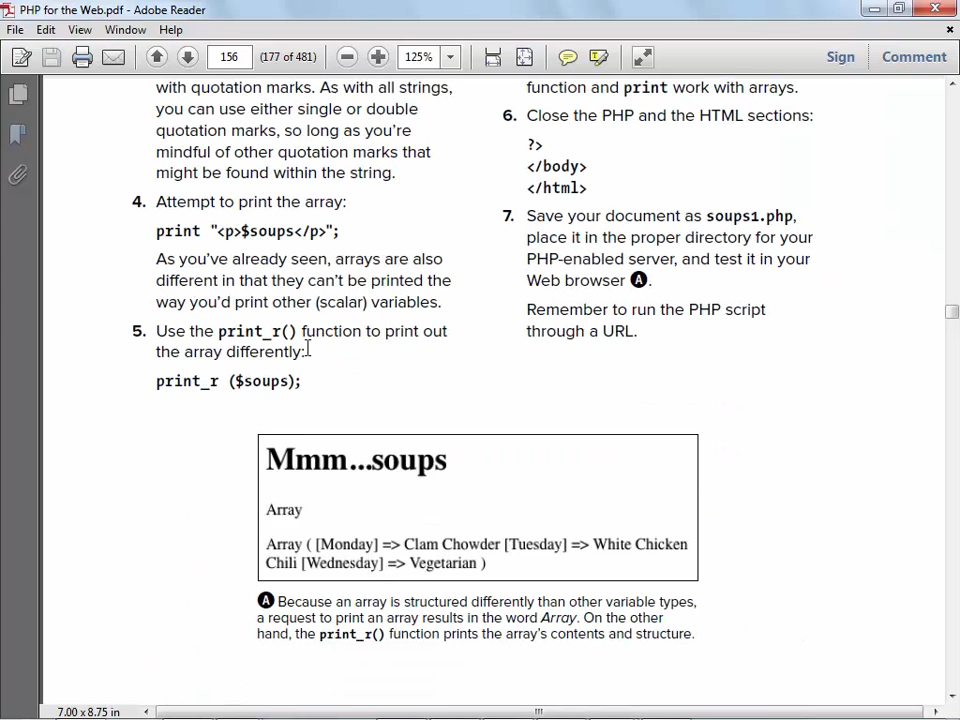 PHP for the Web.pdf - Adobe Reader
File Edit View Window Help
156 (177 of 481) 125% Sign Comment
with quotation marks. As with all strings,
you can use either single or double
quotation marks, so long as you're
mindful of other quotation marks that
might be found within the string.
4. Attempt to print the array:
print "<p>$soups</p>";
As you've already seen, arrays are also
different in that they can't be printed the
way you'd print other (scalar) variables.
5. Use the print_r() function to print out
the array differently:
print_r ($soups);
function and print work with arrays.
6. Close the PHP and the HTML sections:
?>
</body>
</html>
7. Save your document as soups1.php,
place it in the proper directory for your
PHP-enabled server, and test it in your
Web browser A.
Remember to run the PHP script
through a URL.
Mmm...soups
Array
Array ( [Monday] => Clam Chowder [Tuesday] => White Chicken
Chili [Wednesday] => Vegetarian )
A Because an array is structured differently than other variable types,
a request to print an array results in the word Array. On the other
hand, the print_r() function prints the array's contents and structure.
7.00 x 8.75 in